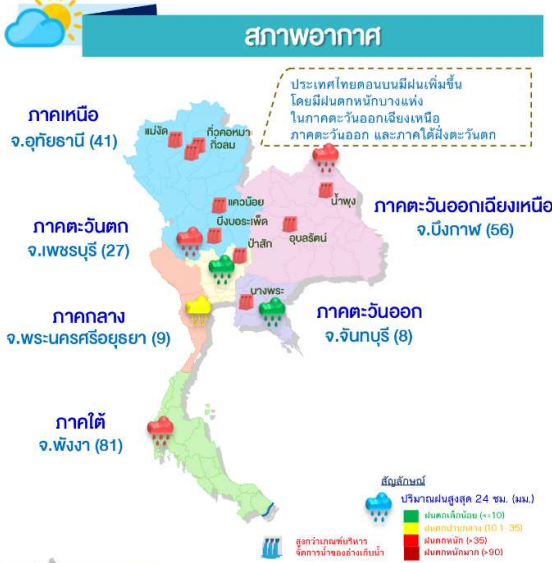 สภาพอากาศ
ประเทศไทยตอนบนมีฝนเพิ่มขึ้น
โดยมีฝนตกหนักบางแห่ง
ในภาคตะวันออกเฉียงเหนือ
ภาคตะวันออก และภาคใต้ฝั่งตะวันตก
ภาคเหนือ
จ.อุทัยธานี (41)
แม่งัด
กิ่วคอหมา
กิ่วลม
แควน้อย
บึงบอระเพ็ด
ป่าสัก
น้ำพุง
อุบลรัตน์
บางพระ
ภาคตะวันออกเฉียงเหนือ
จ.บึงกาฬ (56)
ภาคตะวันตก
จ.เพชรบุรี (27)
ภาคกลาง
จ.พระนครศรีอยุธยา (9)
ภาคตะวันออก
จ.จันทบุรี (8)
ภาคใต้
จ.พังงา (81)
สัญลักษณ์
ปริมาณฝนสูงสุด 24 ชม. (มม.)
ฝนตกเล็กน้อย (<=10)
ฝนตกปานกลาง (10.1-35)
ฝนตกหนัก (>35)
ฝนตกหนักมาก (>90)
สูงกว่าเกณฑ์บริหาร
จัดการน้ำของอ่างเก็บน้ำ